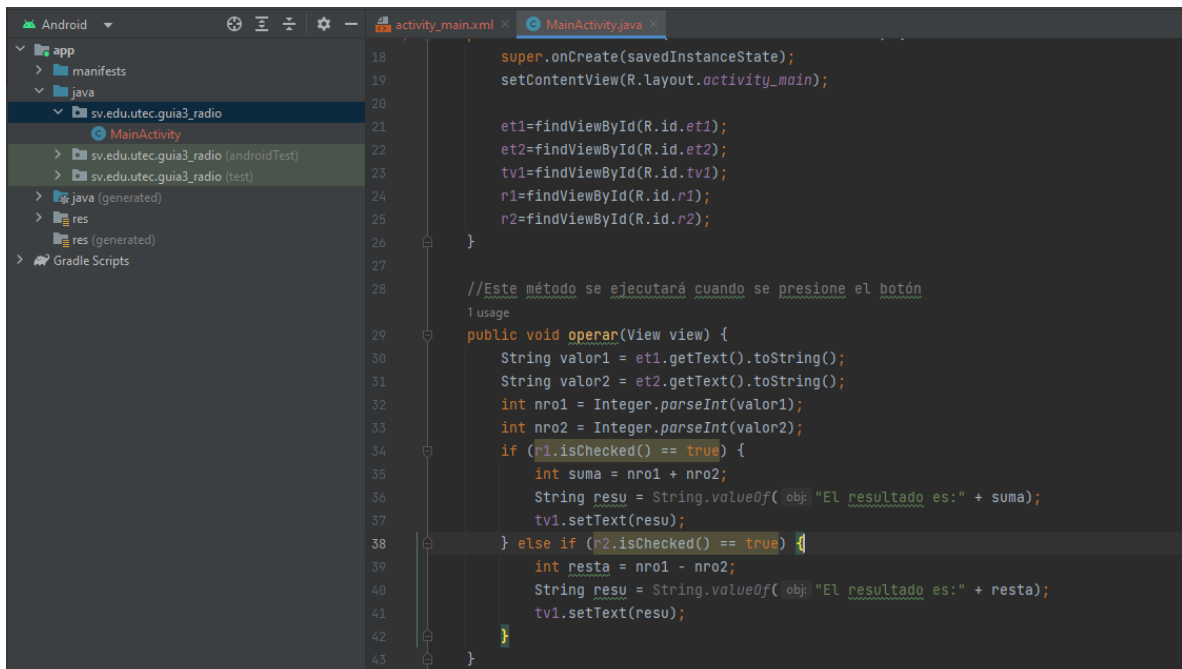 Android
app
manifests
java
sv.edu.utec.guia3_radio
MainActivity
sv.edu.utec.guia3_radio (androidTest)
sv.edu.utec.guia3_radio (test)
java (generated)
res
res (generated)
Gradle Scripts
activity_main.xml
MainActivity.java
18 super.onCreate(savedInstanceState);
19 setContentView(R.layout.activity_main);
20
21 et1=findViewById(R.id.et1);
22 et2=findViewById(R.id.et2);
23 tv1=findViewById(R.id.tv1);
24 r1=findViewById(R.id.r1);
25 r2=findViewById(R.id.r2);
26 }
27
28 //Este método se ejecutará cuando se presione el botón
1 usage
29 public void operar(View view) {
30 String valor1 = et1.getText().toString();
31 String valor2 = et2.getText().toString();
32 int nro1 = Integer.parseInt(valor1);
33 int nro2 = Integer.parseInt(valor2);
34 if (r1.isChecked() == true) {
35 int suma = nro1 + nro2;
36 String resu = String.valueOf( obj: "El resultado es:" + suma);
37 tv1.setText(resu);
38 } else if (r2.isChecked() == true) {
39 int resta = nro1 - nro2;
40 String resu = String.valueOf( obj: "El resultado es:" + resta);
41 tv1.setText(resu);
42 }
43 }